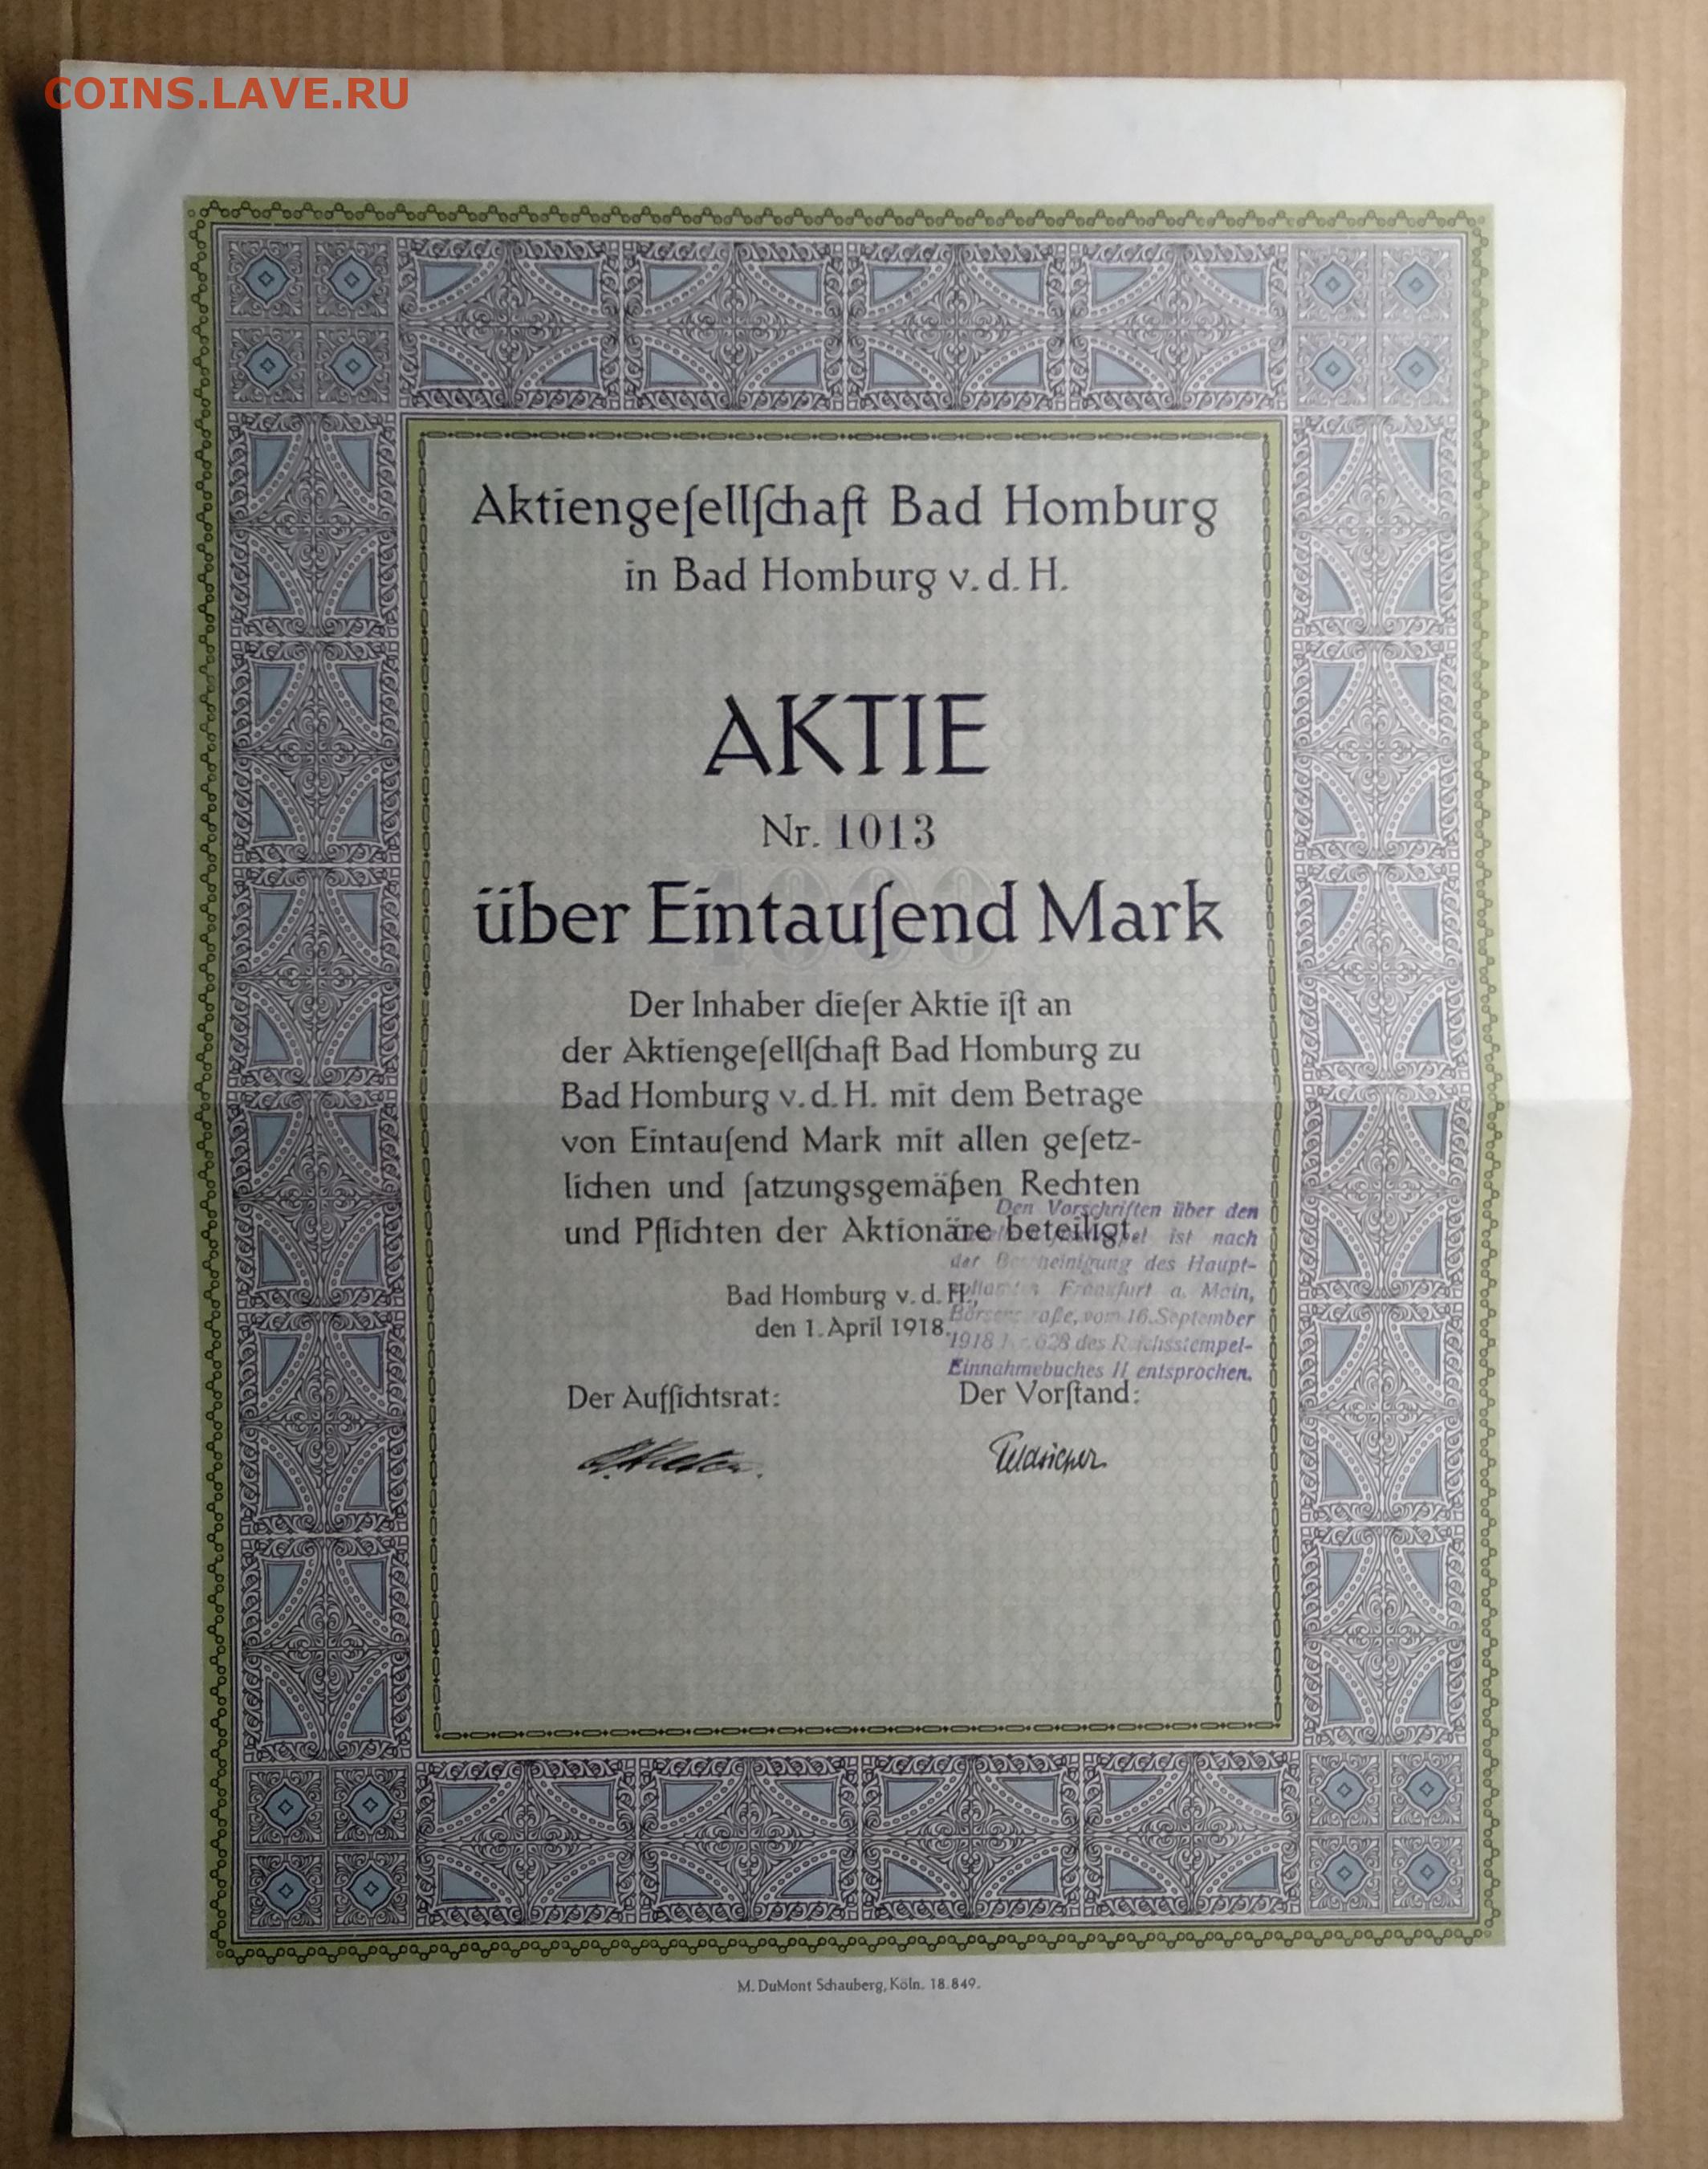 COINS.LAVE.RU
Aktiengeſellſchaft Bad Homburg
in Bad Homburg v. d. H.
AKTIE
Nr. 1013
1000
über Eintauſend Mark
Der Inhaber dieſer Aktie iſt an
der Aktiengeſellſchaft Bad Homburg zu
Bad Homburg v. d. H. mit dem Betrage
von Eintauſend Mark mit allen geſetz-
lichen und ſatzungsgemäßen Rechten
und Pflichten der Aktionäre beteiligt.
Den Vorschriften über den
ist nach
der Bescheinigung des Haupt-
Frankfurt a. Main,
Börsenstraße, vom 16. September
1918 Nr. 628 des Reichsstempel-
Einnahmebuches II entsprochen.
Bad Homburg v. d. H.,
den 1. April 1918.
Der Aufſichtsrat:
Der Vorſtand:
M. DuMont Schauberg, Köln. 18.849.